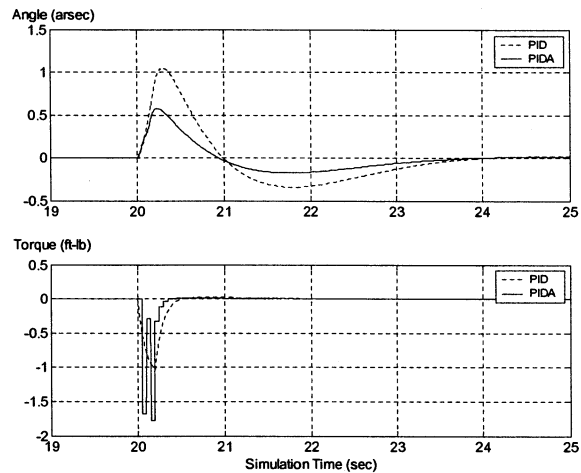 Angle (arsec)
1.5
1
0.5
0
-0.5
PID
PIDA
19 20 21 22 23 24 25
Torque (ft-lb)
0.5
0
-0.5
-1
-1.5
-2
PID
PIDA
19 20 21 22 23 24 25
Simulation Time (sec)